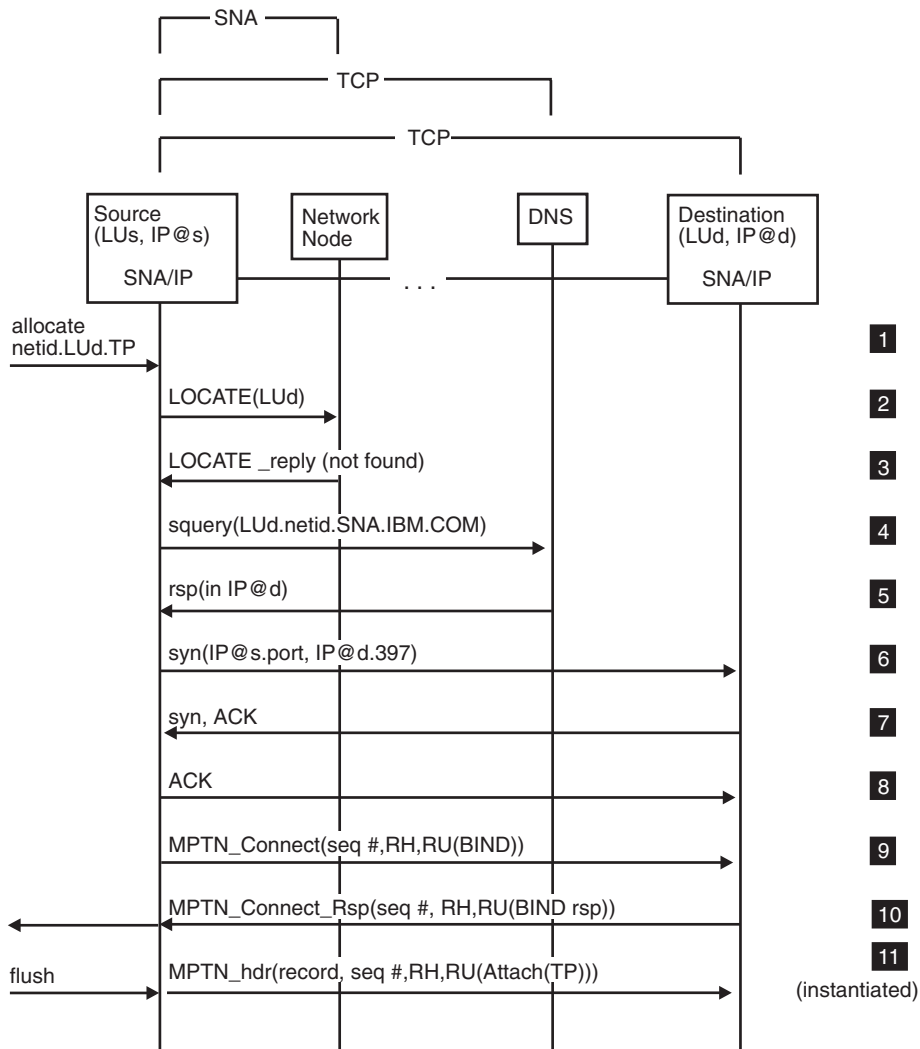 SNA
TCP
TCP
Source
(LUs, IP@s)
SNA/IP
Network
Node
DNS
Destination
(LUd, IP@d)
SNA/IP
. . .
allocate
netid.LUd.TP
1
LOCATE(LUd)
2
LOCATE _reply (not found)
3
squery(LUd.netid.SNA.IBM.COM)
4
rsp(in IP@d)
5
syn(IP@s.port, IP@d.397)
6
syn, ACK
7
ACK
8
MPTN_Connect(seq #,RH,RU(BIND))
9
MPTN_Connect_Rsp(seq #, RH,RU(BIND rsp))
10
11
flush
MPTN_hdr(record, seq #,RH,RU(Attach(TP)))
(instantiated)